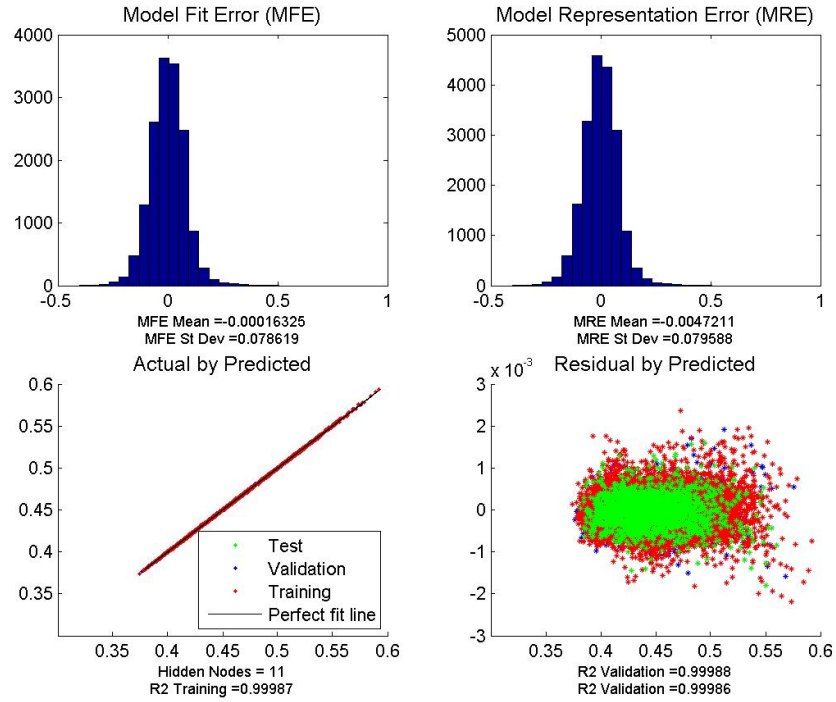 Model Fit Error (MFE)
4000
3000
2000
1000
0
-0.5
0
0.5
1
MFE Mean =-0.00016325
MFE St Dev =0.078619
Model Representation Error (MRE)
5000
4000
3000
2000
1000
0
-0.5
0
0.5
1
MRE Mean =-0.0047211
MRE St Dev =0.079588
Actual by Predicted
0.6
0.55
0.5
0.45
0.4
0.35
Test
Validation
Training
Perfect fit line
0.35
0.4
0.45
0.5
0.55
0.6
Hidden Nodes = 11
R2 Training =0.99987
Residual by Predicted
x 10^-3
3
2
1
0
-1
-2
-3
0.35
0.4
0.45
0.5
0.55
0.6
R2 Validation =0.99988
R2 Validation =0.99986